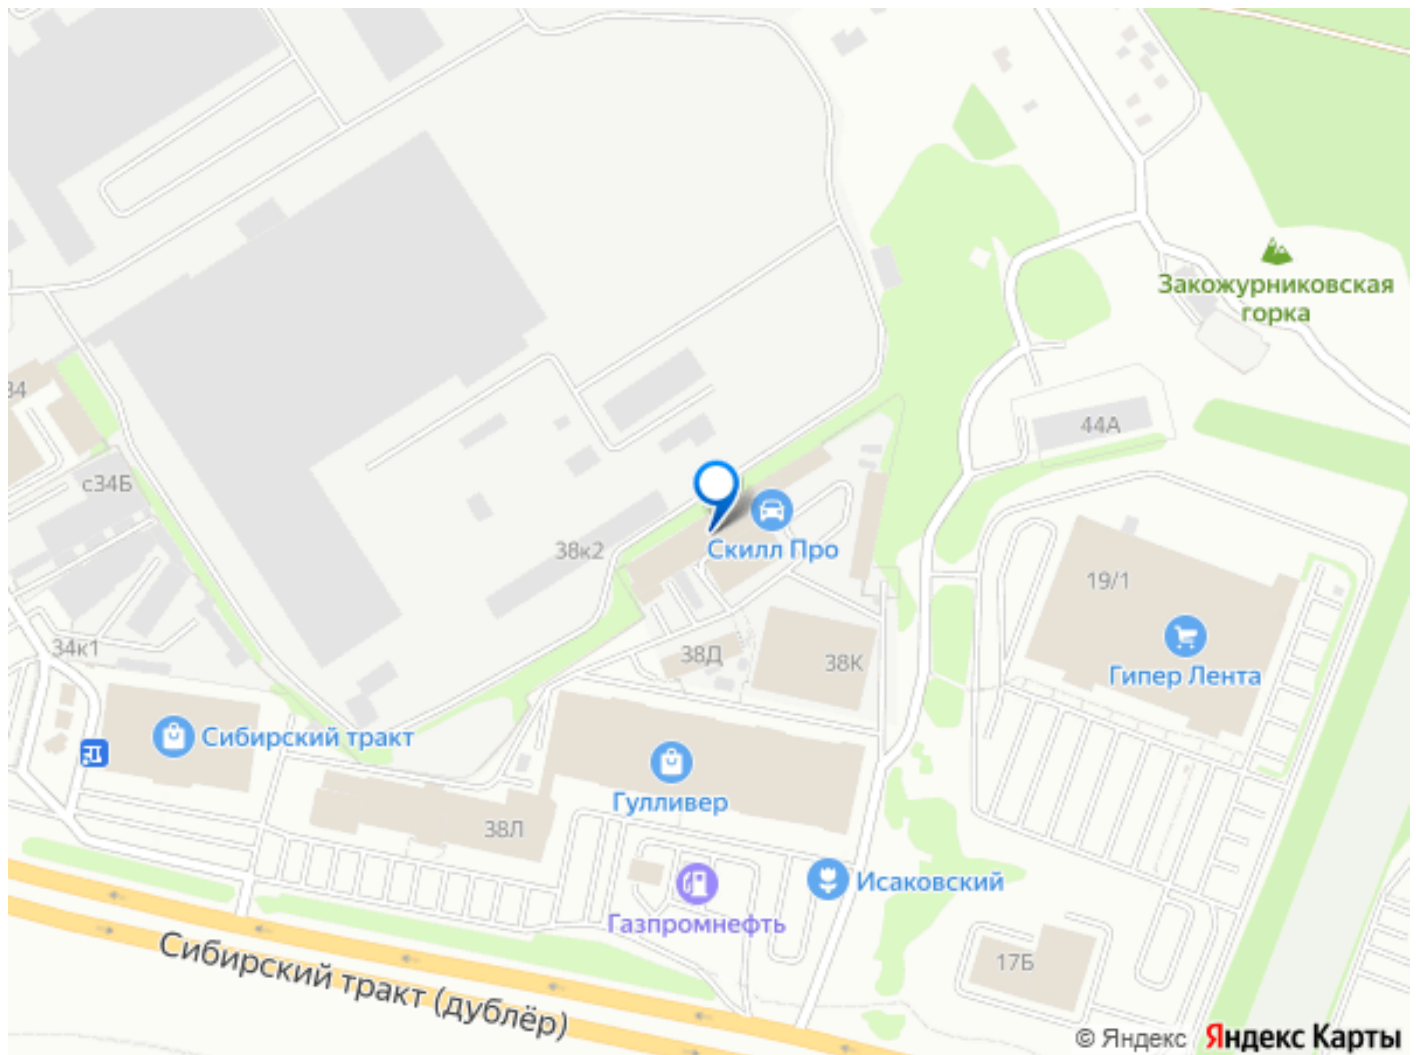 Закожурниковская
горка
34
44А
с34Б
38к2
Скилл Про
19/1
34к1
38Д
38К
Гипер Лента
Сибирский тракт
Гулливер
38Л
Исаковский
Газпромнефть
Сибирский тракт (дублёр)
17Б
© Яндекс Яндекс Карты